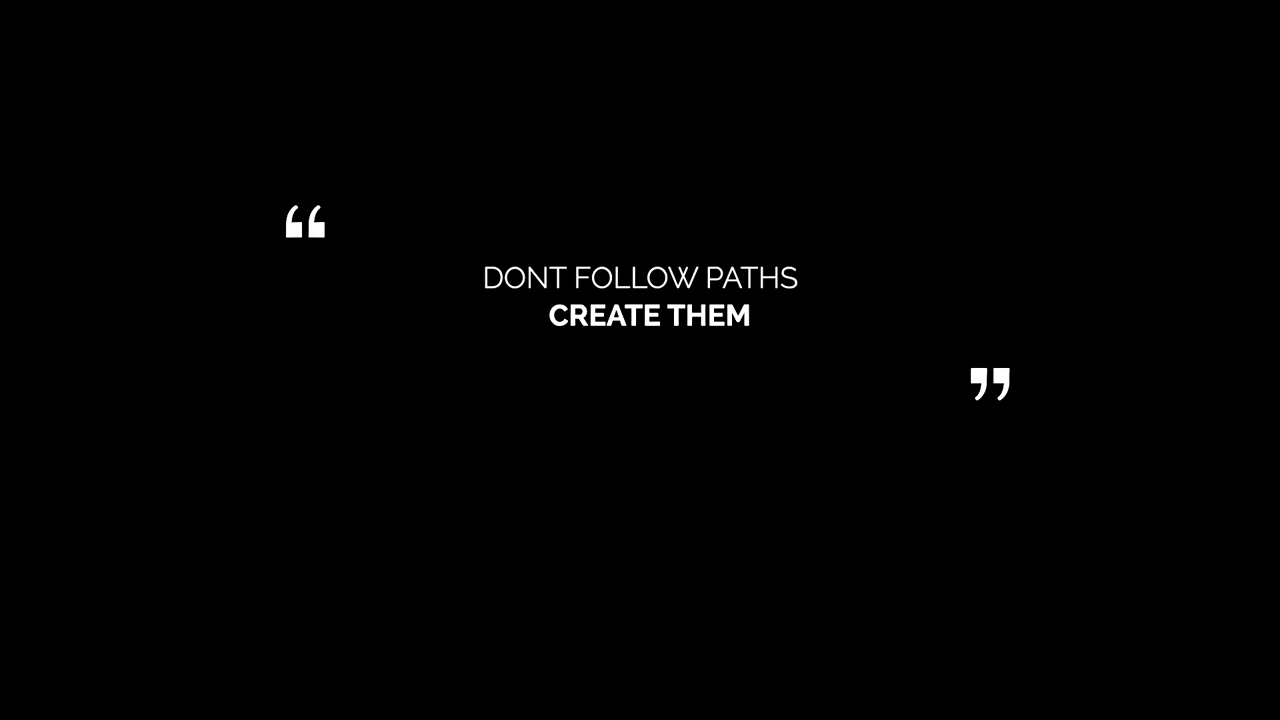 “
DONT FOLLOW PATHS
CREATE THEM
”